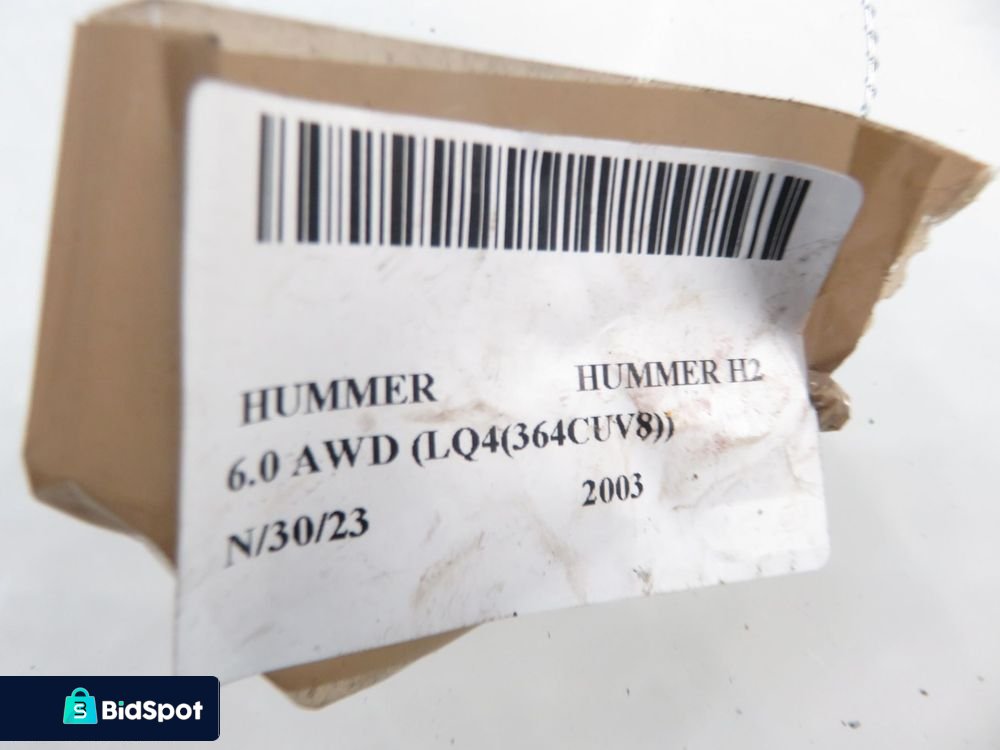 HUMMER HUMMER H2
6.0 AWD (LQ4(364CUV8))
N/30/23 2003
BidSpot